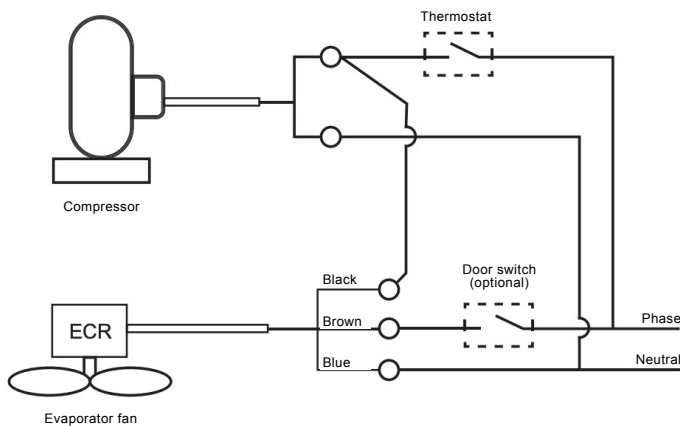 Thermostat
Compressor
Door switch
(optional)
Black
Brown
Phase
ECR
Blue
Neutral
Evaporator fan